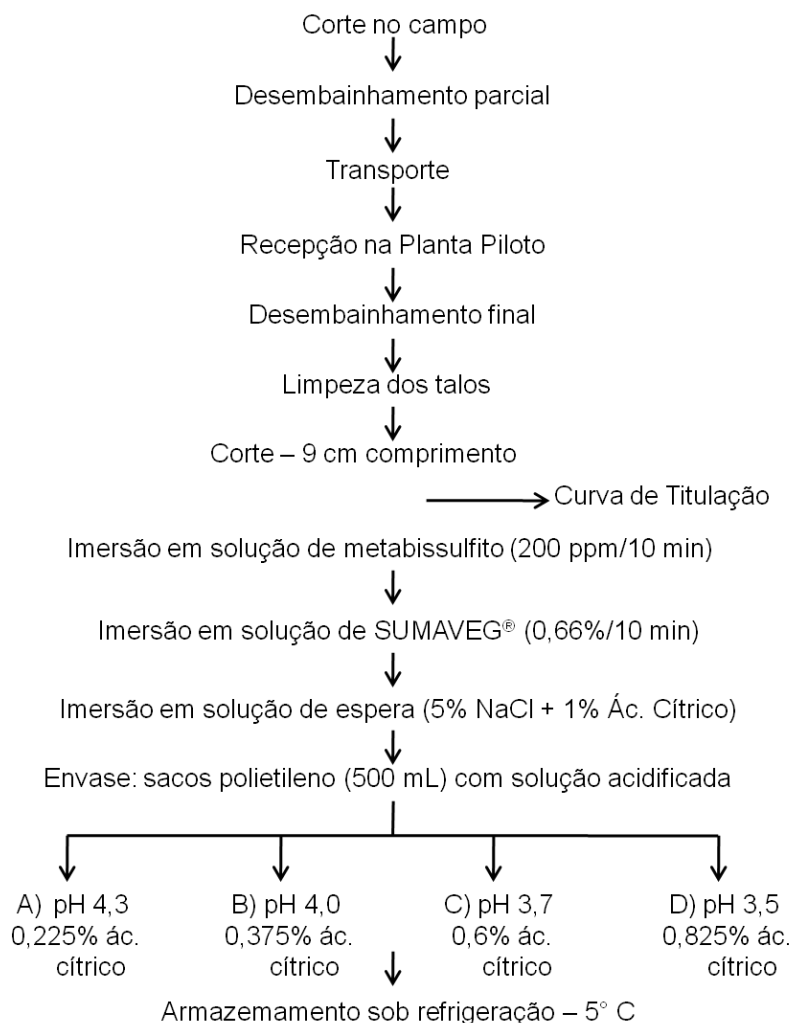 Corte no campo
Desembainhamento parcial
Transporte
Recepção na Planta Piloto
Desembainhamento final
Limpeza dos talos
Corte – 9 cm comprimento
Curva de Titulação
Imersão em solução de metabissulfito (200 ppm/10 min)
Imersão em solução de SUMAVEG® (0,66%/10 min)
Imersão em solução de espera (5% NaCl + 1% Ác. Cítrico)
Envase: sacos polietileno (500 mL) com solução acidificada
A) pH 4,3
0,225% ác.
cítrico
B) pH 4,0
0,375% ác.
cítrico
C) pH 3,7
0,6% ác.
cítrico
D) pH 3,5
0,825% ác.
cítrico
Armazemamento sob refrigeração – 5° C